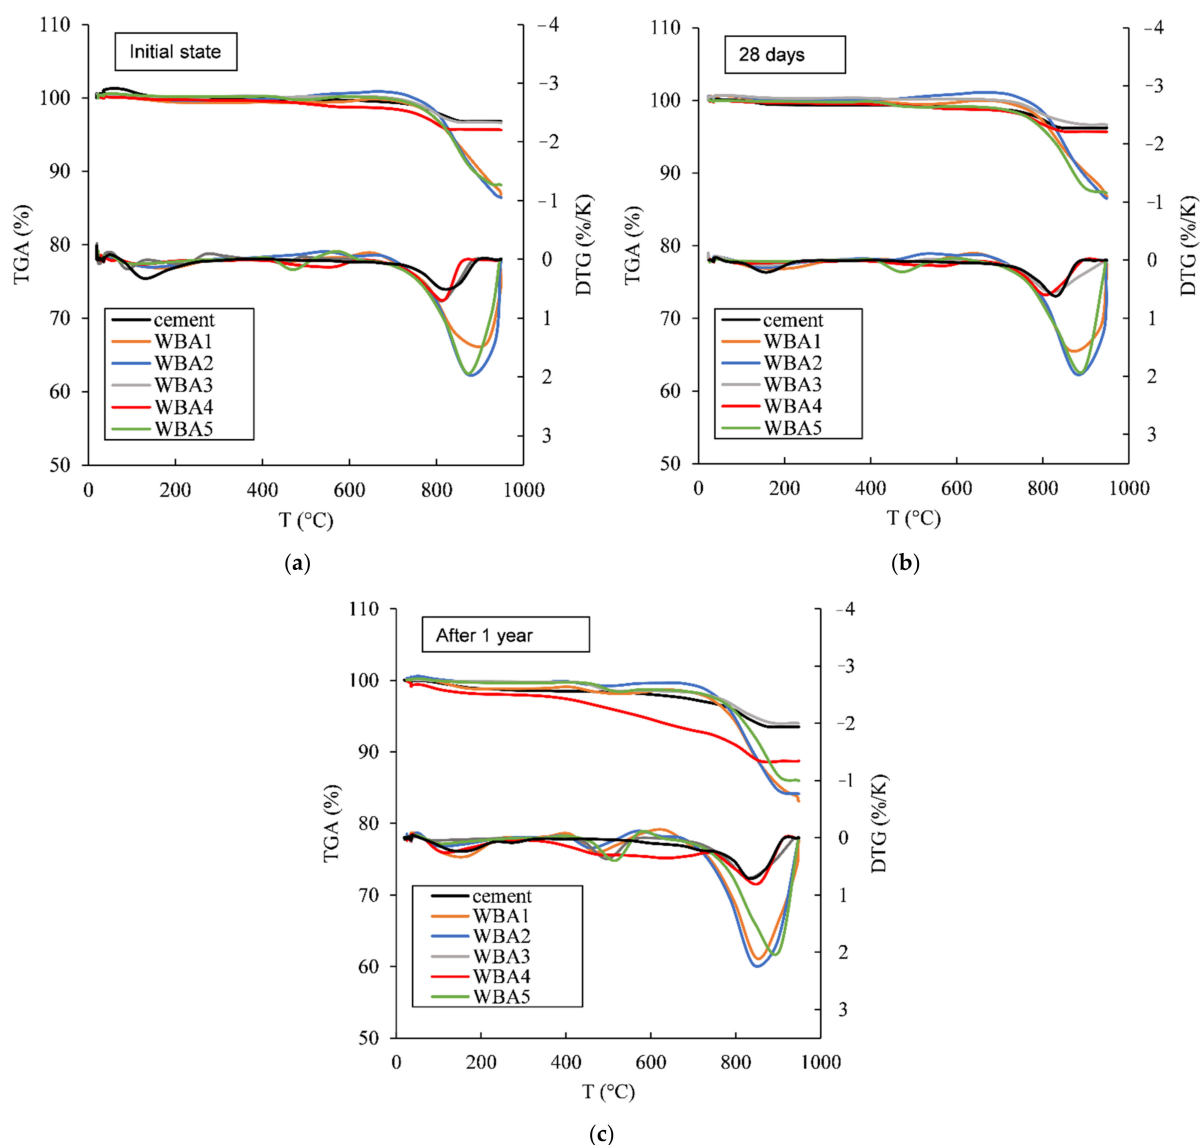 Initial state
TGA (%)
110
100
90
80
70
60
50
-4
-3
-2
-1
0
1
2
3
DTG (%/K)
cement
WBA1
WBA2
WBA3
WBA4
WBA5
0 200 400 600 800 1000
T (°C)
(a)
28 days
TGA (%)
110
100
90
80
70
60
50
-4
-3
-2
-1
0
1
2
3
DTG (%/K)
cement
WBA1
WBA2
WBA3
WBA4
WBA5
0 200 400 600 800 1000
T (°C)
(b)
After 1 year
TGA (%)
110
100
90
80
70
60
50
-4
-3
-2
-1
0
1
2
3
DTG (%/K)
cement
WBA1
WBA2
WBA3
WBA4
WBA5
0 200 400 600 800 1000
T (°C)
(c)